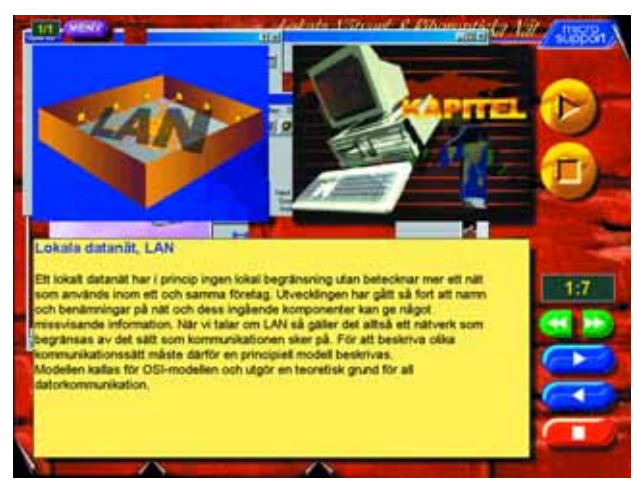 1/1 MENY Lokala Nätverk & Fiberoptiska Nät micro
support
LAN
KAPITEL 1
Lokala datanät, LAN
Ett lokalt datanät har i princip ingen lokal begränsning utan betecknar mer ett nät
som används inom ett och samma företag. Utvecklingen har gått så fort att namn
och benämningar på nät och dess ingående komponenter kan ge något
missvisande information. När vi talar om LAN så gäller det alltså ett nätverk som
begränsas av det sätt som kommunikationen sker på. För att beskriva olika
kommunikationssätt måste därför en principiell modell beskrivas.
Modellen kallas för OSI-modellen och utgör en teoretisk grund för all
datorkommunikation.
1:7